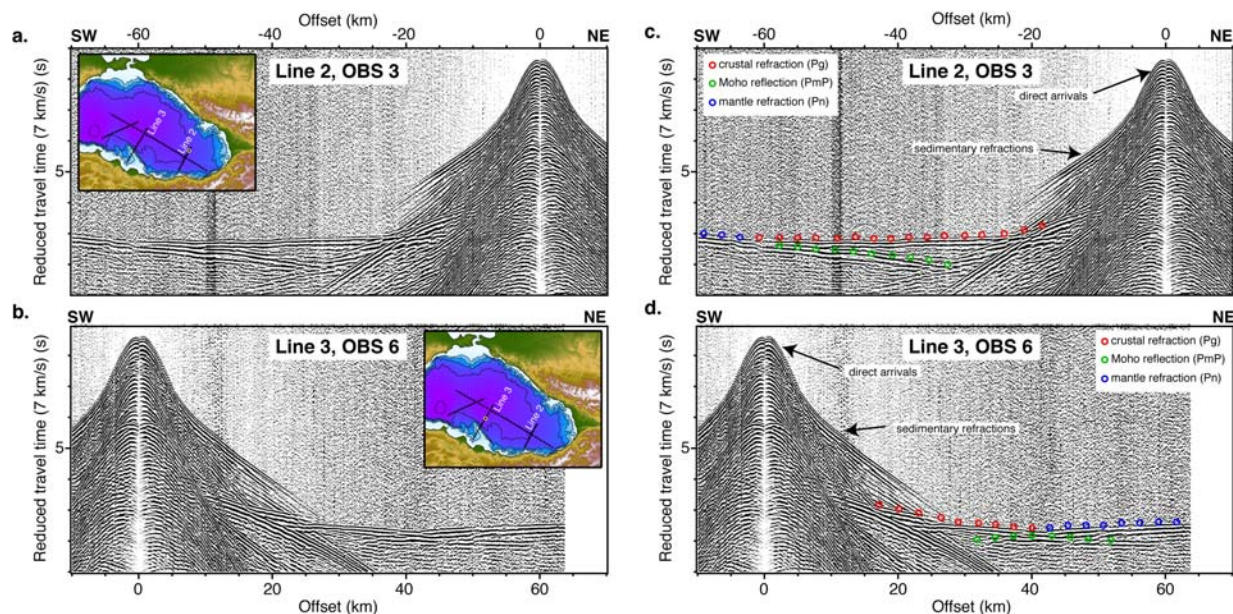 a.
Offset (km)
SW -60 -40 -20 0 NE
Line 2, OBS 3
Line 3
Line 2
Reduced travel time (7 km/s) (s)
5
c.
Offset (km)
SW -60 -40 -20 0 NE
crustal refraction (Pg)
Moho reflection (PmP)
mantle refraction (Pn)
Line 2, OBS 3
direct arrivals
sedimentary refractions
Reduced travel time (7 km/s) (s)
5
b.
SW NE
Line 3, OBS 6
Line 3
Line 2
Reduced travel time (7 km/s) (s)
5
0 20 40 60
Offset (km)
d.
SW NE
Line 3, OBS 6
crustal refraction (Pg)
Moho reflection (PmP)
mantle refraction (Pn)
direct arrivals
sedimentary refractions
Reduced travel time (7 km/s) (s)
5
0 20 40 60
Offset (km)